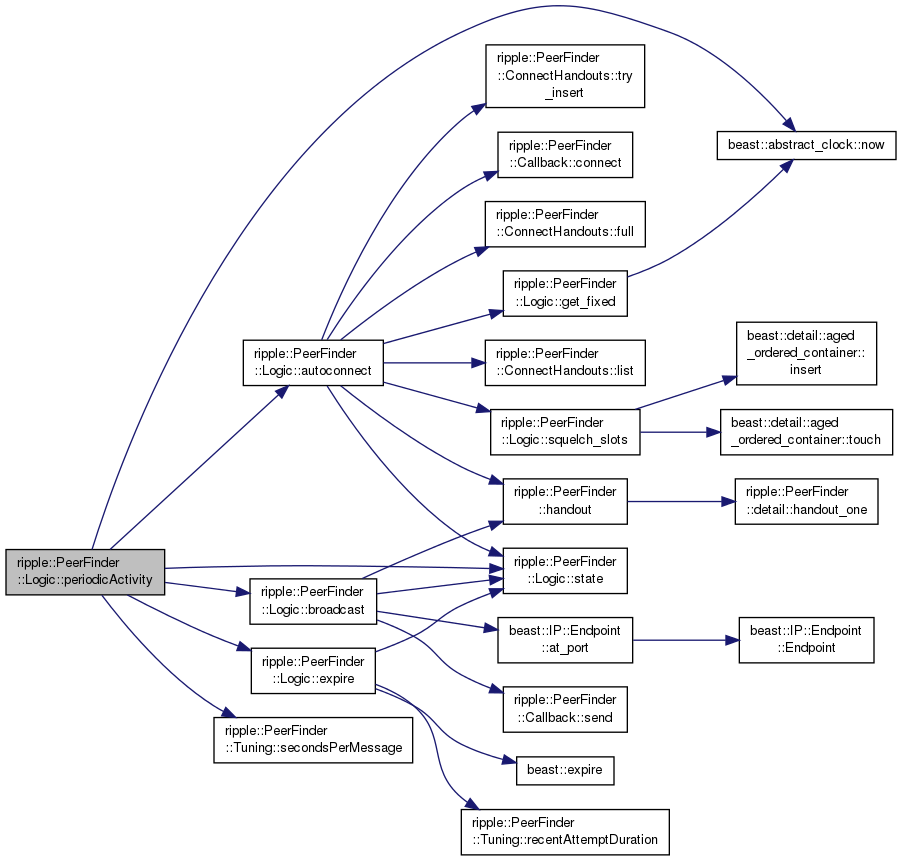 ripple::PeerFinder
::ConnectHandouts::try
_insert
ripple::PeerFinder
::Callback::connect
beast::abstract_clock::now
ripple::PeerFinder
::ConnectHandouts::full
ripple::PeerFinder
::Logic::get_fixed
ripple::PeerFinder
::Logic::autoconnect
ripple::PeerFinder
::ConnectHandouts::list
beast::detail::aged
_ordered_container::
insert
ripple::PeerFinder
::Logic::squelch_slots
beast::detail::aged
_ordered_container::touch
ripple::PeerFinder
::handout
ripple::PeerFinder
::detail::handout_one
ripple::PeerFinder
::Logic::periodicActivity
ripple::PeerFinder
::Logic::state
ripple::PeerFinder
::Logic::broadcast
beast::IP::Endpoint
::at_port
beast::IP::Endpoint
::Endpoint
ripple::PeerFinder
::Logic::expire
ripple::PeerFinder
::Callback::send
ripple::PeerFinder
::Tuning::secondsPerMessage
beast::expire
ripple::PeerFinder
::Tuning::recentAttemptDuration